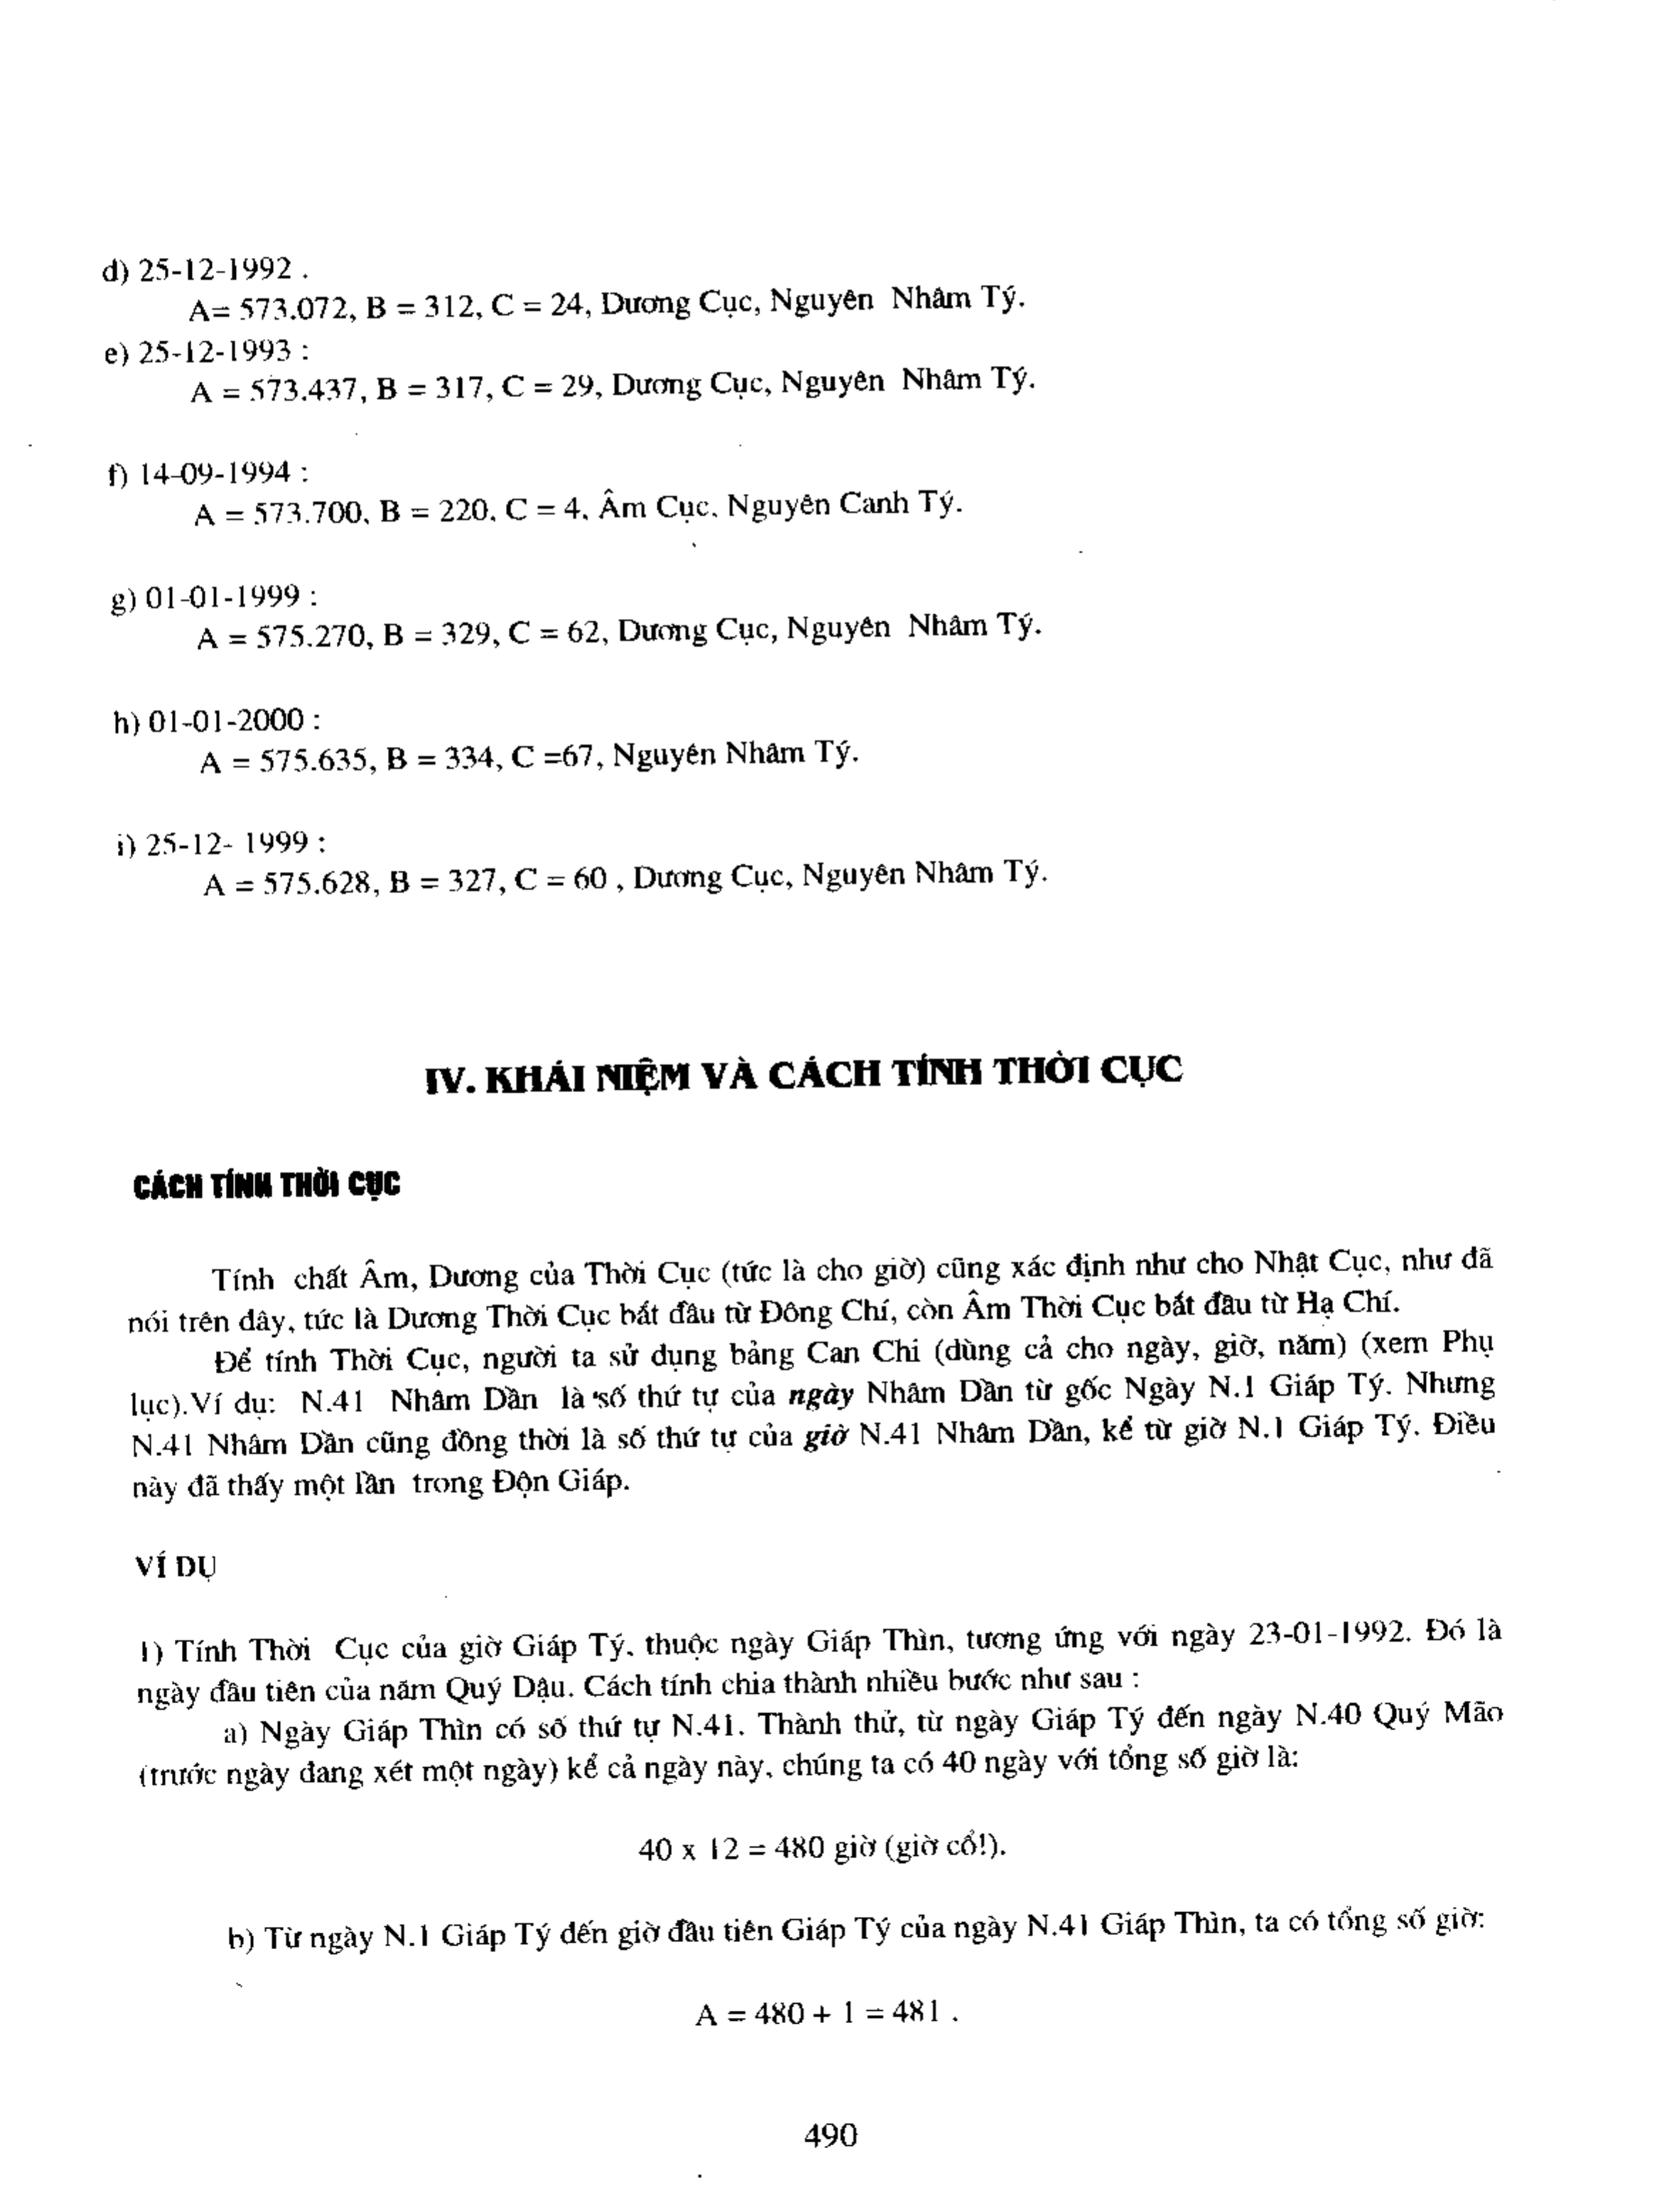 d) 25-12-1992 .
A= 573.072, B = 312, C = 24, Dương Cục, Nguyên Nhâm Tý.
e) 25-12-1993 :
A = 573.437, B = 317, C = 29, Dương Cục, Nguyên Nhâm Tý.
f) 14-09-1994 :
A = 573.700, B = 220, C = 4, Âm Cục, Nguyên Canh Tý.
g) 01-01-1999 :
A = 575.270, B = 329, C = 62, Dương Cục, Nguyên Nhâm Tý.
h) 01-01-2000 :
A = 575.635, B = 334, C =67, Nguyên Nhâm Tý.
i) 25-12- 1999 :
A = 575.628, B = 327, C = 60 , Dương Cục, Nguyên Nhâm Tý.
IV. KHÁI NIỆM VÀ CÁCH TÍNH THỜI CỤC
CÁCH TÍNH THỜI CỤC
Tính chất Âm, Dương của Thời Cục (tức là cho giờ) cũng xác định như cho Nhật Cục, như đã
nói trên đây, tức là Dương Thời Cục bắt đầu từ Đông Chí, còn Âm Thời Cục bắt đầu từ Hạ Chí.
Để tính Thời Cục, người ta sử dụng bảng Can Chi (dùng cả cho ngày, giờ, năm) (xem Phụ
lục).Ví dụ: N.41 Nhâm Dần là số thứ tự của ngày Nhâm Dần từ gốc Ngày N.1 Giáp Tý. Nhưng
N.41 Nhâm Dần cũng đồng thời là số thứ tự của giờ N.41 Nhâm Dần, kể từ giờ N.1 Giáp Tý. Điều
này đã thấy một lần trong Độn Giáp.
VÍ DỤ
1) Tính Thời Cục của giờ Giáp Tý, thuộc ngày Giáp Thìn, tương ứng với ngày 23-01-1992. Đó là
ngày đầu tiên của năm Quý Dậu. Cách tính chia thành nhiều bước như sau :
a) Ngày Giáp Thìn có số thứ tự N.41. Thành thử, từ ngày Giáp Tý đến ngày N.40 Quý Mão
(trước ngày đang xét một ngày) kể cả ngày này, chúng ta có 40 ngày với tổng số giờ là:
40 x 12 = 480 giờ (giờ cổ!).
b) Từ ngày N.1 Giáp Tý đến giờ đầu tiên Giáp Tý của ngày N.41 Giáp Thìn, ta có tổng số giờ:
A = 480 + 1 = 481 .
490